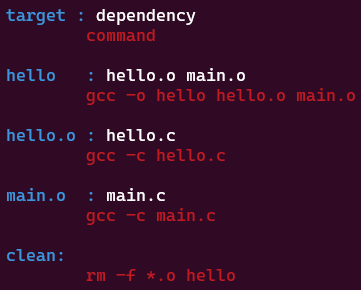 target : dependency
        command
hello   : hello.o main.o
        gcc -o hello hello.o main.o
hello.o : hello.c
        gcc -c hello.c
main.o  : main.c
        gcc -c main.c
clean:
        rm -f *.o hello